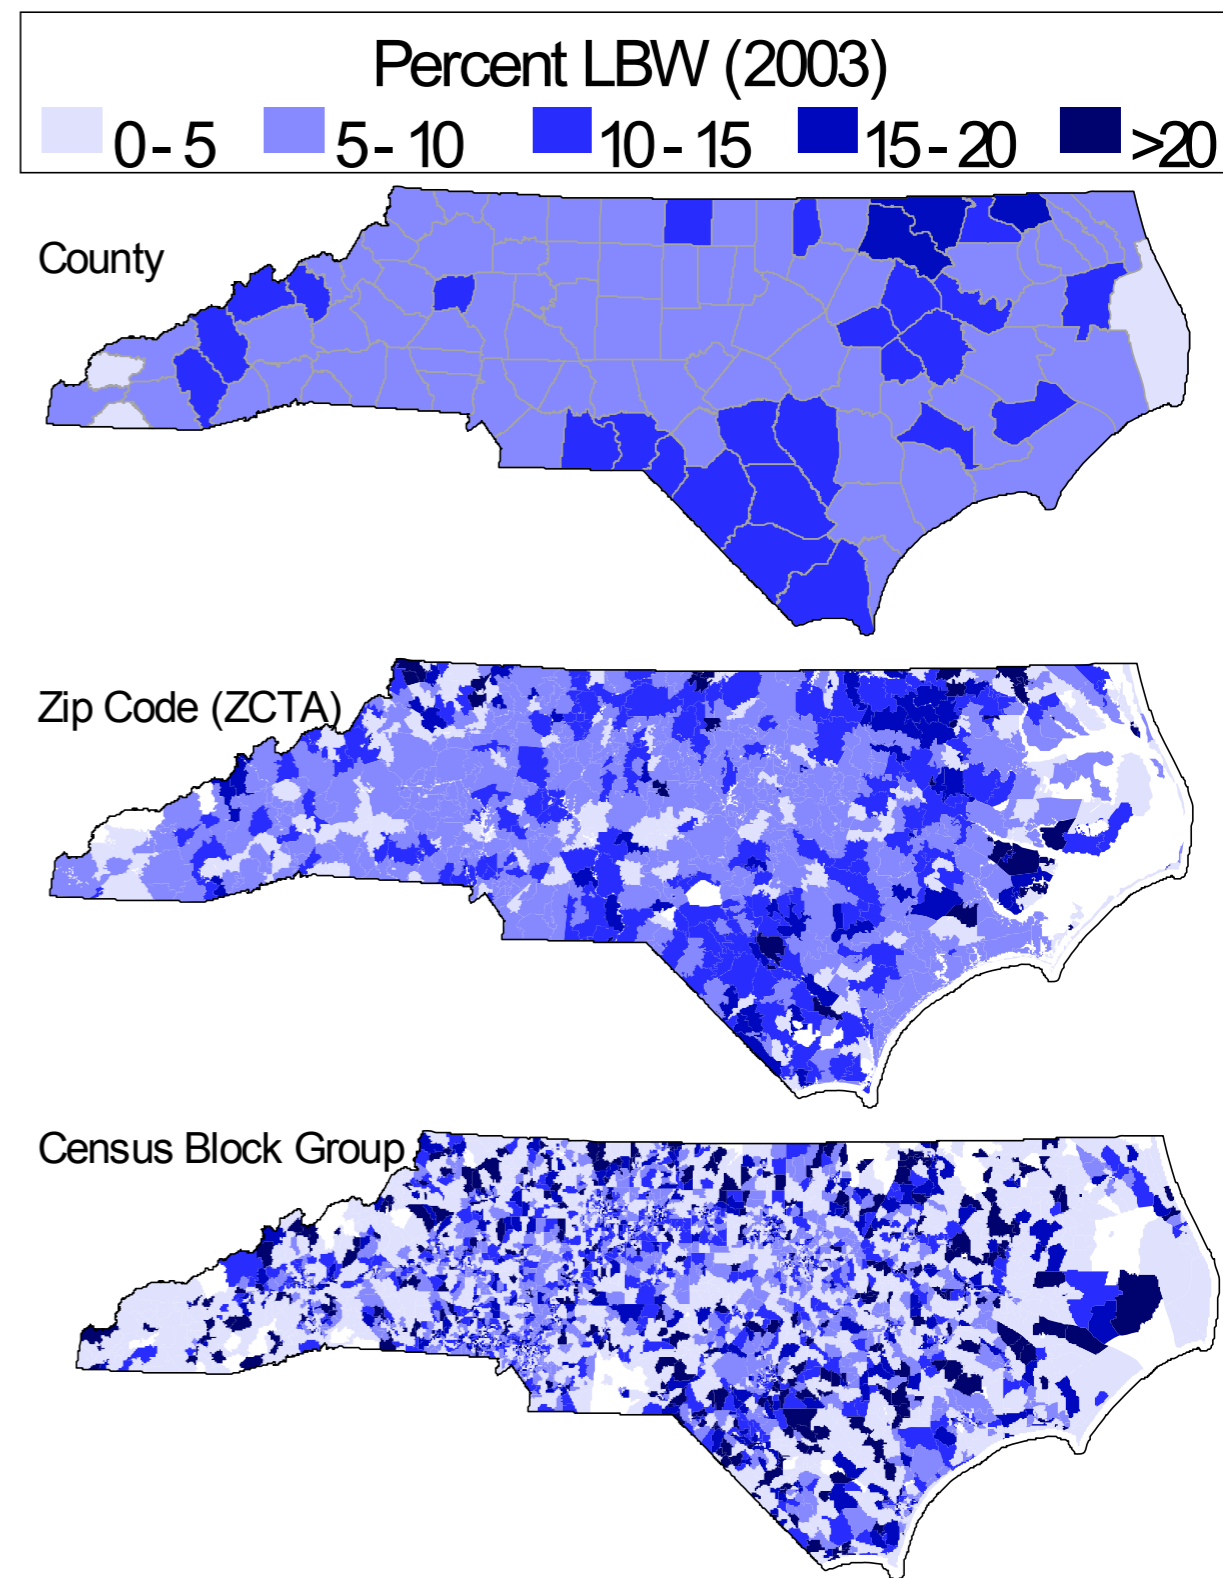 Percent LBW (2003)
0 - 5 5 - 10 10 - 15 15 - 20 >20
County
Zip Code (ZCTA)
Census Block Group